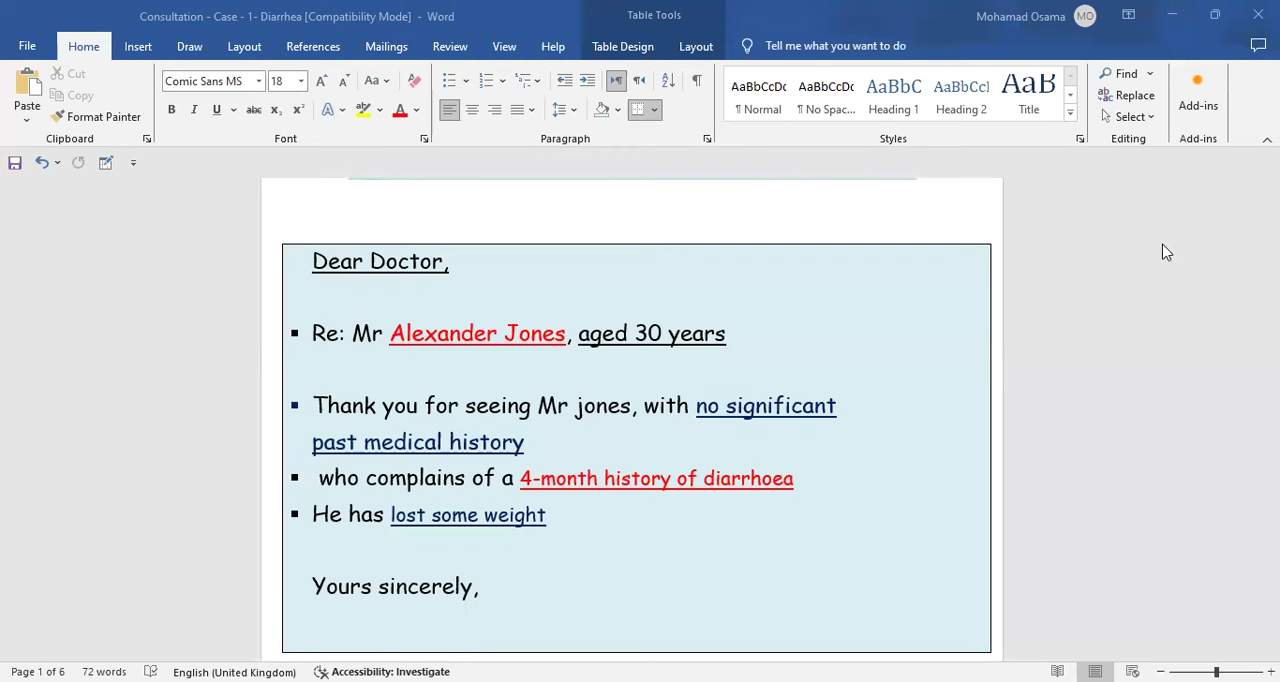 Consultation - Case - 1- Diarrhea [Compatibility Mode] - Word
Table Tools
Mohamad Osama
MO
File Home Insert Draw Layout References Mailings Review View Help Table Design Layout Tell me what you want to do
Paste
Cut
Copy
Format Painter
Clipboard
Comic Sans MS 18
Font
Paragraph
AaBbCcDc AaBbCcDc AaBbC AaBbCcI AaB
¶ Normal ¶ No Spac... Heading 1 Heading 2 Title
Styles
Find
Replace
Select
Editing
Add-ins
Add-ins
Dear Doctor,
Re: Mr Alexander Jones, aged 30 years
Thank you for seeing Mr jones, with no significant
past medical history
who complains of a 4-month history of diarrhoea
He has lost some weight
Yours sincerely,
Page 1 of 6 72 words English (United Kingdom) Accessibility: Investigate